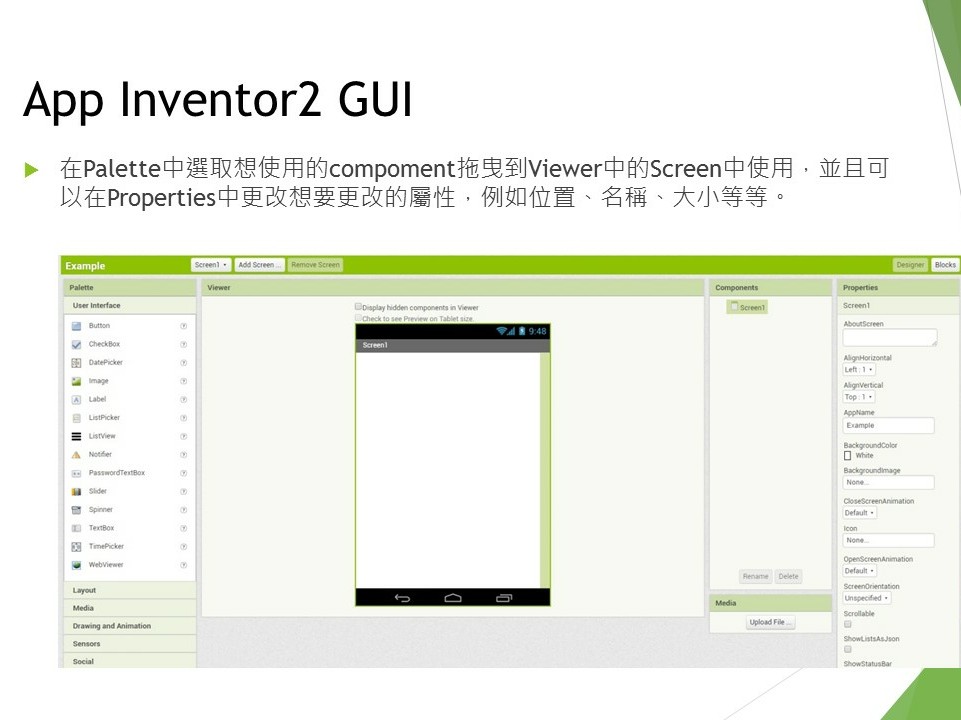 App Inventor2 GUI
在Palette中選取想使用的compoment拖曳到Viewer中的Screen中使用，並且可
以在Properties中更改想要更改的屬性，例如位置、名稱、大小等等。
Example
Screen1
Add Screen ...
Remove Screen
Designer
Blocks
Palette
User Interface
Button
CheckBox
DatePicker
Image
Label
ListPicker
ListView
Notifier
PasswordTextBox
Slider
Spinner
TextBox
TimePicker
WebViewer
Layout
Media
Drawing and Animation
Sensors
Social
Viewer
Display hidden components in Viewer
Check to see Preview on Tablet size.
9:48
Screen1
Components
Screen1
Rename
Delete
Media
Upload File ...
Properties
Screen1
AboutScreen
AlignHorizontal
Left : 1
AlignVertical
Top : 1
AppName
Example
BackgroundColor
White
BackgroundImage
None...
CloseScreenAnimation
Default
Icon
None...
OpenScreenAnimation
Default
ScreenOrientation
Unspecified
Scrollable
ShowListsAsJson
ShowStatusBar